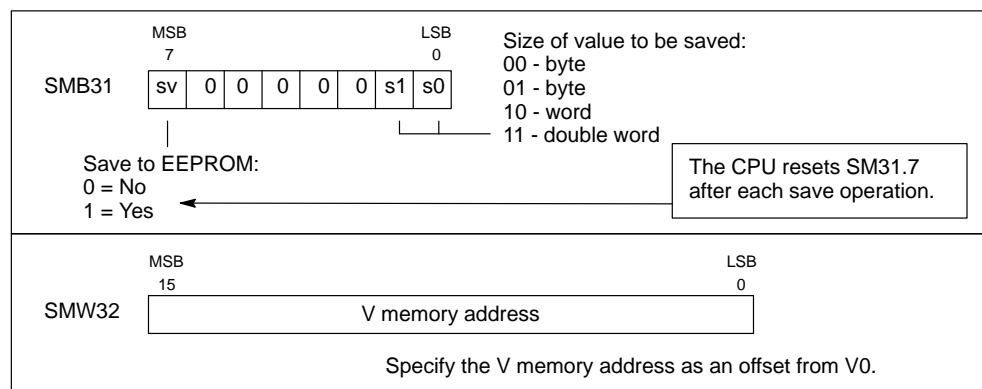 MSB
7
LSB
0
SMB31
sv 0 0 0 0 0 s1 s0
Size of value to be saved:
00 - byte
01 - byte
10 - word
11 - double word
Save to EEPROM:
0 = No
1 = Yes
The CPU resets SM31.7
after each save operation.
MSB
15
LSB
0
SMW32
V memory address
Specify the V memory address as an offset from V0.